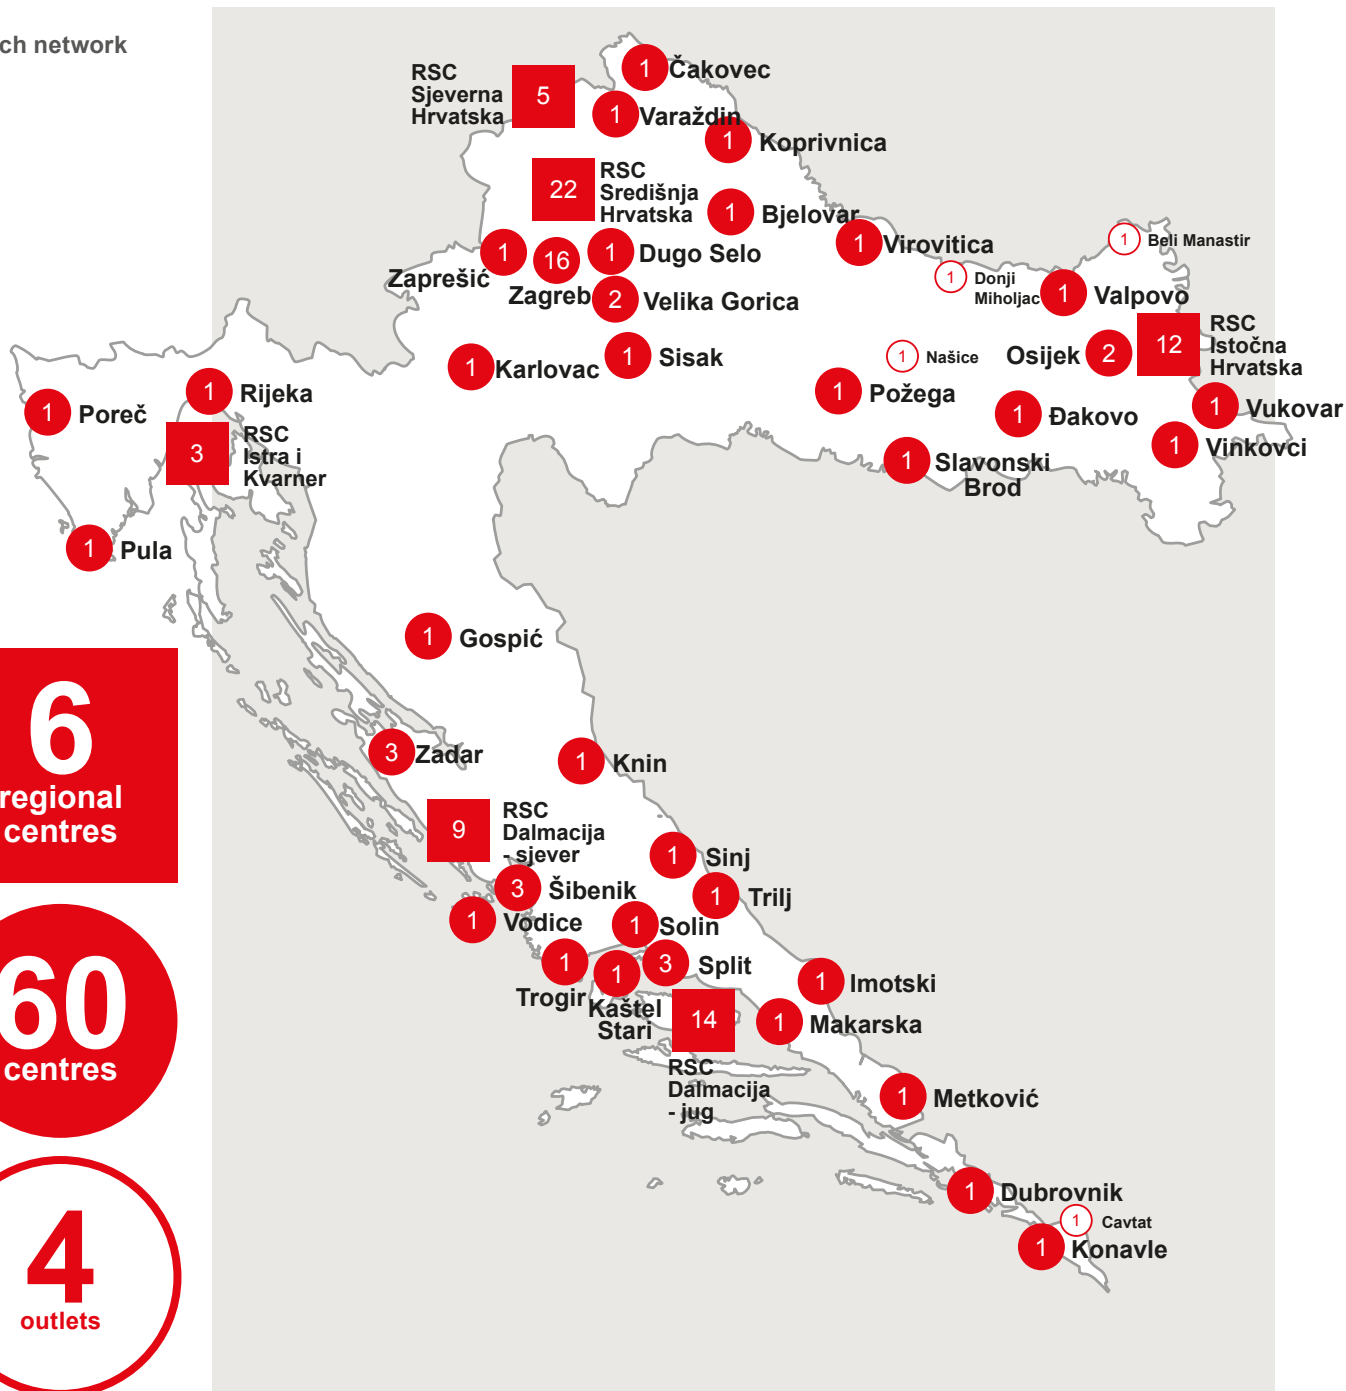 ch network
RSC
Sjeverna
Hrvatska
5
1 Čakovec
1 Varaždin
1 Koprivnica
22
RSC
Središnja
Hrvatska
1 Bjelovar
1 Virovitica
1 Beli Manastir
1 Zaprešić
16 Zagreb
1 Dugo Selo
2 Velika Gorica
1 Donji
Miholjac
1 Valpovo
12
RSC
Istočna
Hrvatska
1 Karlovac
1 Sisak
1 Našice
Osijek 2
1 Požega
1 Đakovo
1 Vukovar
1 Vinkovci
1 Slavonski
Brod
1 Poreč
1 Rijeka
3
RSC
Istra i
Kvarner
1 Pula
1 Gospić
6
regional
centres
3 Zadar
1 Knin
9
RSC
Dalmacija
- sjever
1 Sinj
3 Šibenik
1 Trilj
1 Vodice
1 Solin
1 Trogir
1 Kaštel
Stari
3 Split
1 Imotski
14
RSC
Dalmacija
- jug
1 Makarska
60
centres
1 Metković
1 Dubrovnik
1 Cavtat
1 Konavle
4
outlets